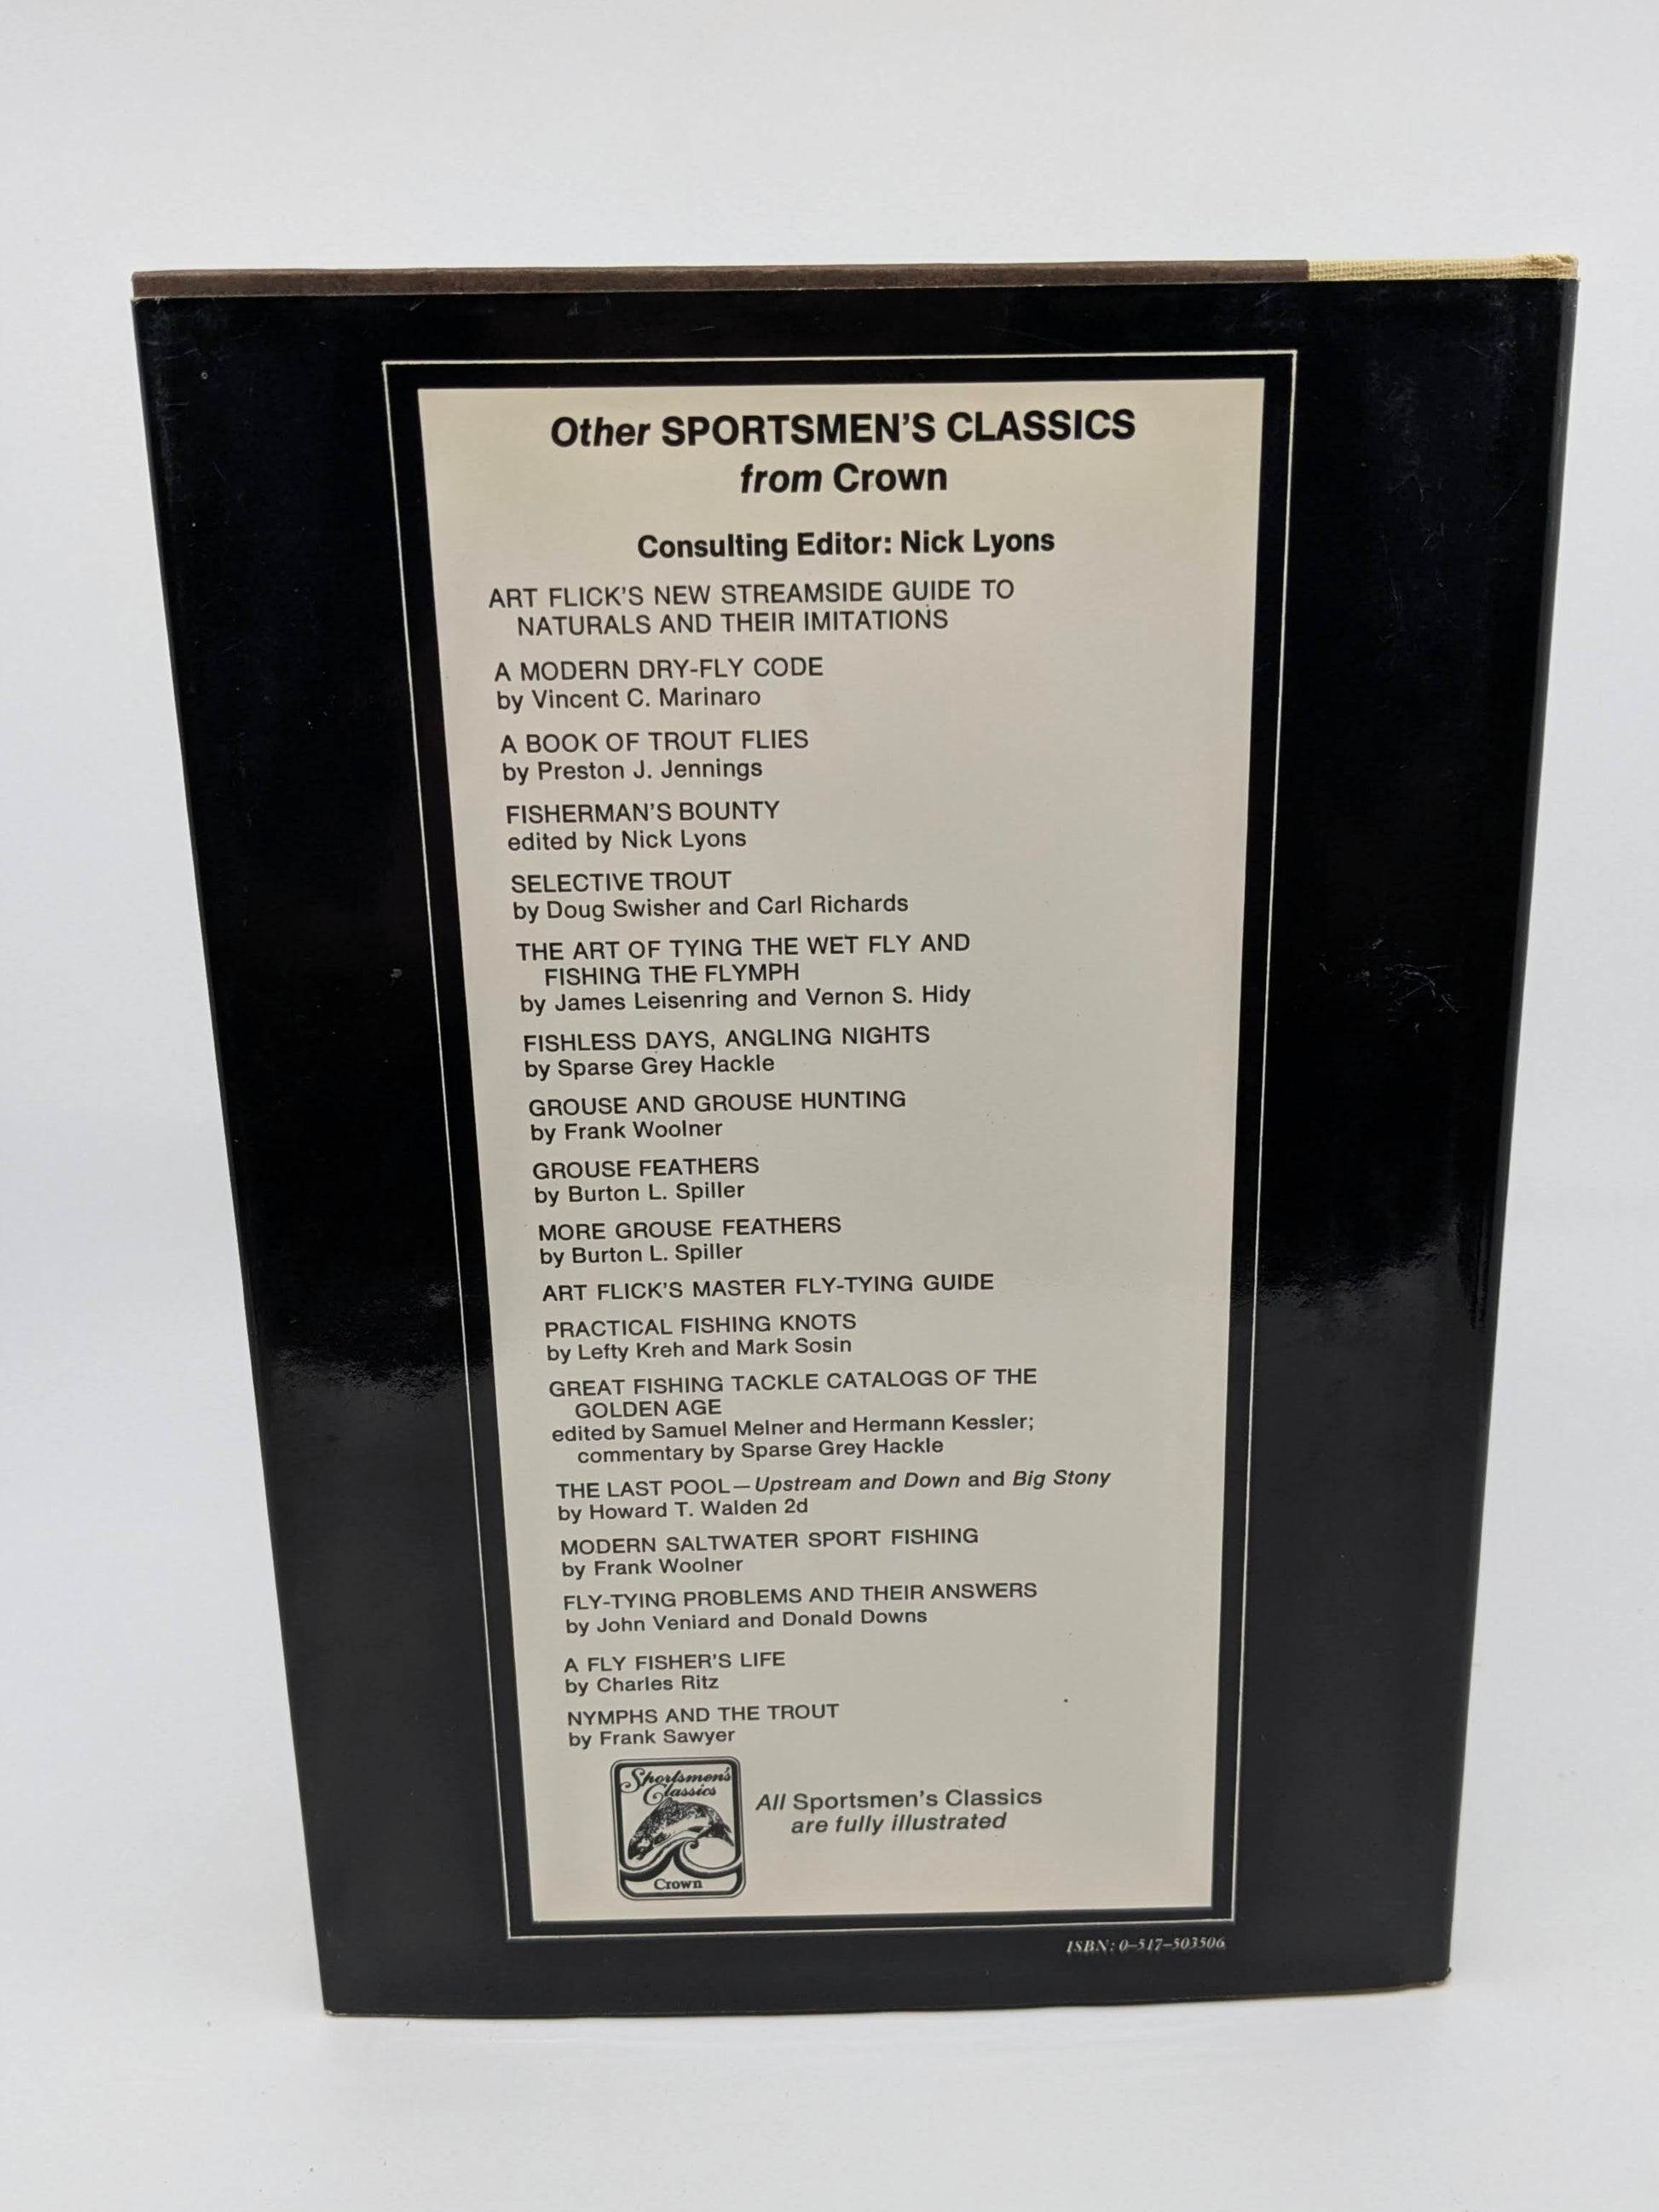 Other SPORTSMEN'S CLASSICS
from Crown
Consulting Editor: Nick Lyons
ART FLICK'S NEW STREAMSIDE GUIDE TO
NATURALS AND THEIR IMITATIONS
A MODERN DRY-FLY CODE
by Vincent C. Marinaro
A BOOK OF TROUT FLIES
by Preston J. Jennings
FISHERMAN'S BOUNTY
edited by Nick Lyons
SELECTIVE TROUT
by Doug Swisher and Carl Richards
THE ART OF TYING THE WET FLY AND
FISHING THE FLYMPH
by James Leisenring and Vernon S. Hidy
FISHLESS DAYS, ANGLING NIGHTS
by Sparse Grey Hackle
GROUSE AND GROUSE HUNTING
by Frank Woolner
GROUSE FEATHERS
by Burton L. Spiller
MORE GROUSE FEATHERS
by Burton L. Spiller
ART FLICK'S MASTER FLY-TYING GUIDE
PRACTICAL FISHING KNOTS
by Lefty Kreh and Mark Sosin
GREAT FISHING TACKLE CATALOGS OF THE
GOLDEN AGE
edited by Samuel Melner and Hermann Kessler;
commentary by Sparse Grey Hackle
THE LAST POOL—Upstream and Down and Big Stony
by Howard T. Walden 2d
MODERN SALTWATER SPORT FISHING
by Frank Woolner
FLY-TYING PROBLEMS AND THEIR ANSWERS
by John Veniard and Donald Downs
A FLY FISHER'S LIFE
by Charles Ritz
NYMPHS AND THE TROUT
by Frank Sawyer
Sportsmen's
Classics
Crown
All Sportsmen's Classics
are fully illustrated
ISBN: 0–517–503506